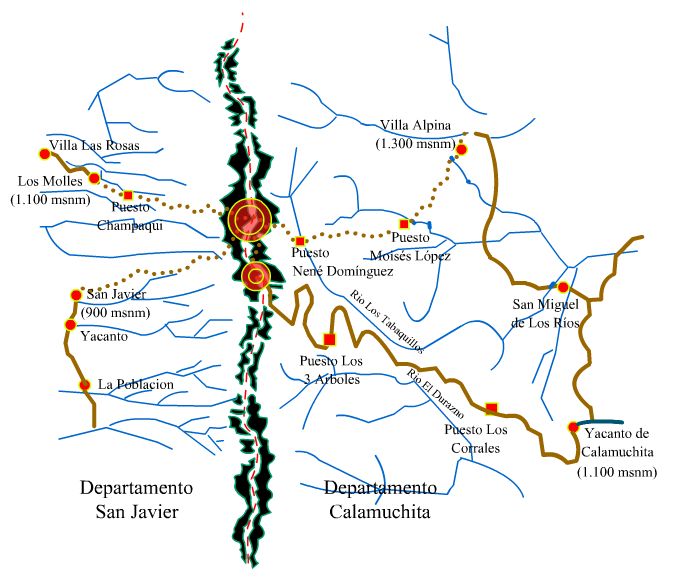 Villa Las Rosas
Los Molles
(1.100 msnm)
Puesto
Champaqui
Villa Alpina
(1.300 msnm)
Puesto
Moisés López
Puesto
Nené Domínguez
San Javier
(900 msnm)
Yacanto
La Poblacion
Rio Los Tabaquillos
San Miguel
de Los Ríos
Puesto Los
3 Arboles
Rio El Durazno
Puesto Los
Corrales
Yacanto de
Calamuchita
(1.100 msnm)
Departamento
San Javier
Departamento
Calamuchita